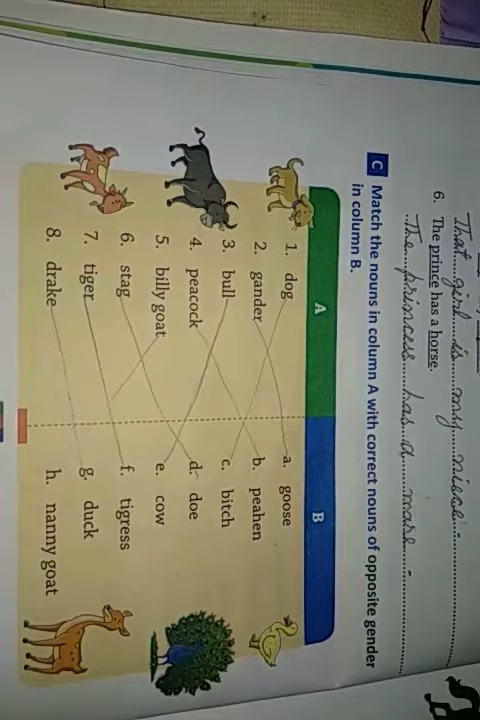 That girl is my niece.
6. The prince has a horse.
The princess has a mare.
C Match the nouns in column A with correct nouns of opposite gender
in column B.
A B
1. dog a. goose
2. gander b. peahen
3. bull c. bitch
4. peacock d. doe
5. billy goat e. cow
6. stag f. tigress
7. tiger g. duck
8. drake h. nanny goat